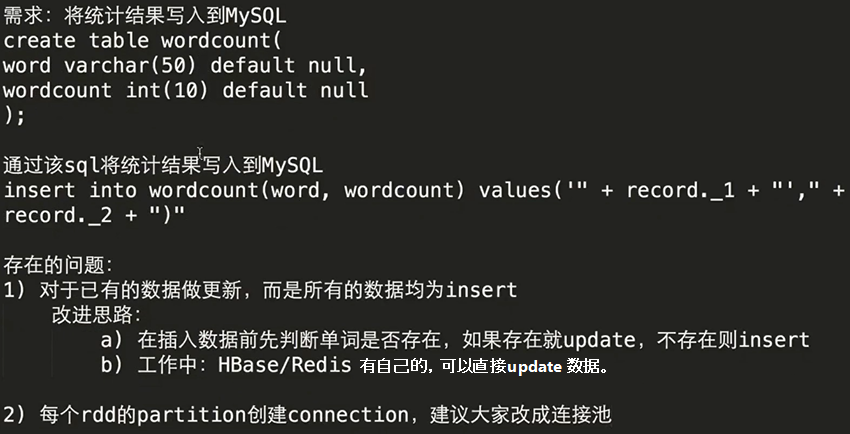 需求：将统计结果写入到MySQL
create table wordcount(
word varchar(50) default null,
wordcount int(10) default null
);
通过该sql将统计结果写入到MySQL
insert into wordcount(word, wordcount) values('" + record._1 + "'," +
record._2 + ")"
存在的问题：
1) 对于已有的数据做更新，而是所有的数据均为insert
改进思路：
a) 在插入数据前先判断单词是否存在，如果存在就update，不存在则insert
b) 工作中：HBase/Redis 有自己的，可以直接update 数据。
2) 每个rdd的partition创建connection，建议大家改成连接池